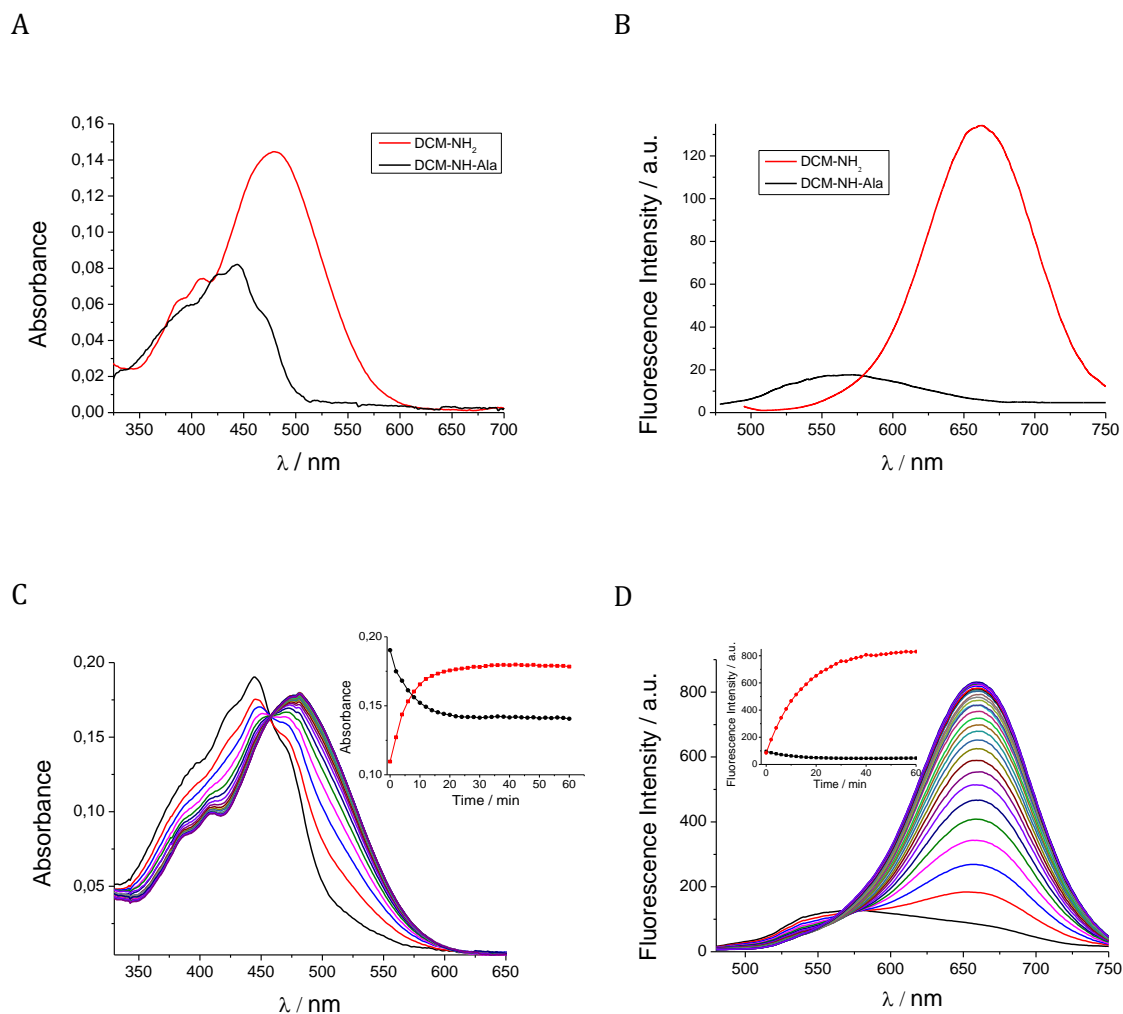 A
0,16
0,14
0,12
0,10
0,08
0,06
0,04
0,02
0,00
350 400 450 500 550 600 650 700
Absorbance
λ / nm
DCM-NH₂
DCM-NH-Ala
B
120
100
80
60
40
20
0
500 550 600 650 700 750
Fluorescence Intensity / a.u.
λ / nm
DCM-NH₂
DCM-NH-Ala
C
0,20
0,15
0,10
0,05
350 400 450 500 550 600 650
Absorbance
λ / nm
0,20
0,15
0,10
0 10 20 30 40 50 60
Absorbance
Time / min
D
800
700
600
500
400
300
200
100
0
500 550 600 650 700 750
Fluorescence Intensity / a.u.
λ / nm
800
600
400
200
0
0 20 40 60
Fluorescence Intensity / a.u.
Time / min